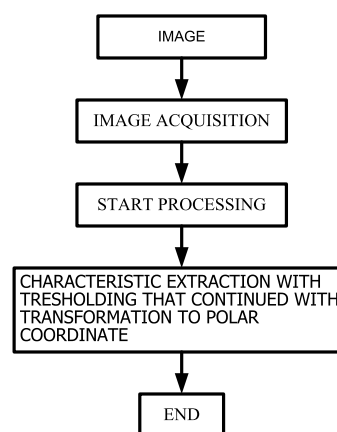 IMAGE
IMAGE ACQUISITION
START PROCESSING
CHARACTERISTIC EXTRACTION WITH
TRESHOLDING THAT CONTINUED WITH
TRANSFORMATION TO POLAR
COORDINATE
END